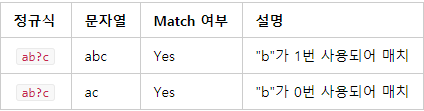 정규식 문자열 Match 여부 설명
ab?c abc Yes "b"가 1번 사용되어 매치
ab?c ac Yes "b"가 0번 사용되어 매치